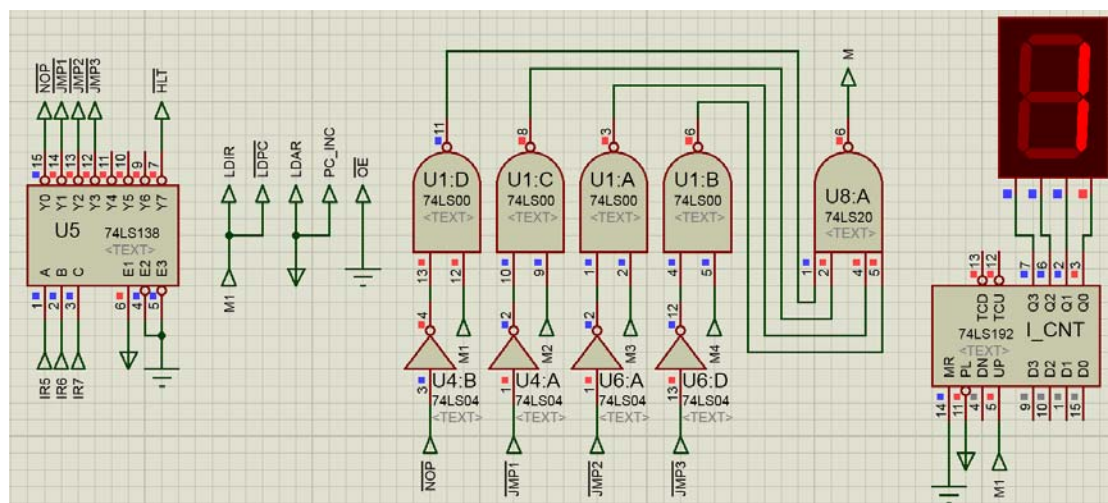 NOP JMP1 JMP2 JMP3 HLT
15 14 13 12 11 10 9 7
Y0 Y1 Y2 Y3 Y4 Y5 Y6 Y7
U5 74LS138
<TEXT>
A B C E1 E2 E3
1 2 3 6 4 5
IR5 IR6 IR7
LDIR LDPC LDAR PC_INC OE
M1
11 8 3 6 6
M
U1:D U1:C U1:A U1:B U8:A
74LS00 74LS00 74LS00 74LS00 74LS20
<TEXT> <TEXT> <TEXT> <TEXT> <TEXT>
13 12 10 9 1 2 4 5 1 2 4 5
4 2 2 12
M1 M2 M3 M4
U4:B U4:A U6:A U6:D
3 1 1 13
74LS04 74LS04 74LS04 74LS04
<TEXT> <TEXT> <TEXT> <TEXT>
NOP JMP1 JMP2 JMP3
1
13 12 7 6 2 3
TCD TCU Q3 Q2 Q1 Q0
74LS192 I_CNT
<TEXT>
MR PL DN UP D3 D2 D1 D0
14 11 4 5 9 10 1 15
M1